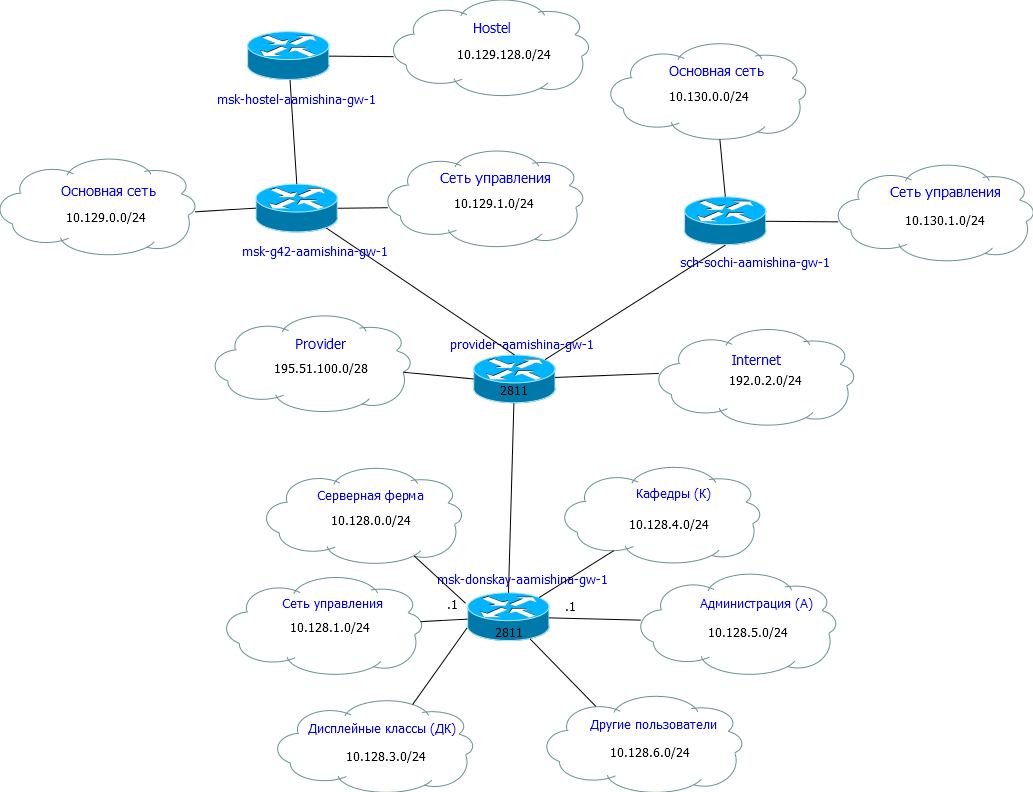 Hostel
10.129.128.0/24
msk-hostel-aamishina-gw-1
Основная сеть
10.130.0.0/24
Основная сеть
10.129.0.0/24
Сеть управления
10.129.1.0/24
msk-g42-aamishina-gw-1
Сеть управления
10.130.1.0/24
sch-sochi-aamishina-gw-1
Provider
195.51.100.0/28
provider-aamishina-gw-1
2811
Internet
192.0.2.0/24
Серверная ферма
10.128.0.0/24
Кафедры (К)
10.128.4.0/24
msk-donskay-aamishina-gw-1
Сеть управления
10.128.1.0/24
.1
.1
2811
Администрация (А)
10.128.5.0/24
Дисплейные классы (ДК)
10.128.3.0/24
Другие пользователи
10.128.6.0/24